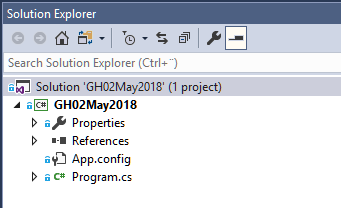 Solution Explorer
Search Solution Explorer (Ctrl+¨)
Solution 'GH02May2018' (1 project)
C# GH02May2018
Properties
References
App.config
C# Program.cs